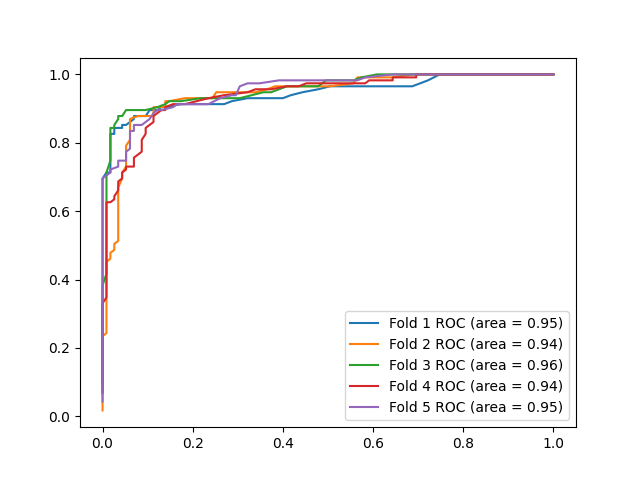 1.0
0.8
0.6
0.4
0.2
0.0
Fold 1 ROC (area = 0.95)
Fold 2 ROC (area = 0.94)
Fold 3 ROC (area = 0.96)
Fold 4 ROC (area = 0.94)
Fold 5 ROC (area = 0.95)
0.0 0.2 0.4 0.6 0.8 1.0